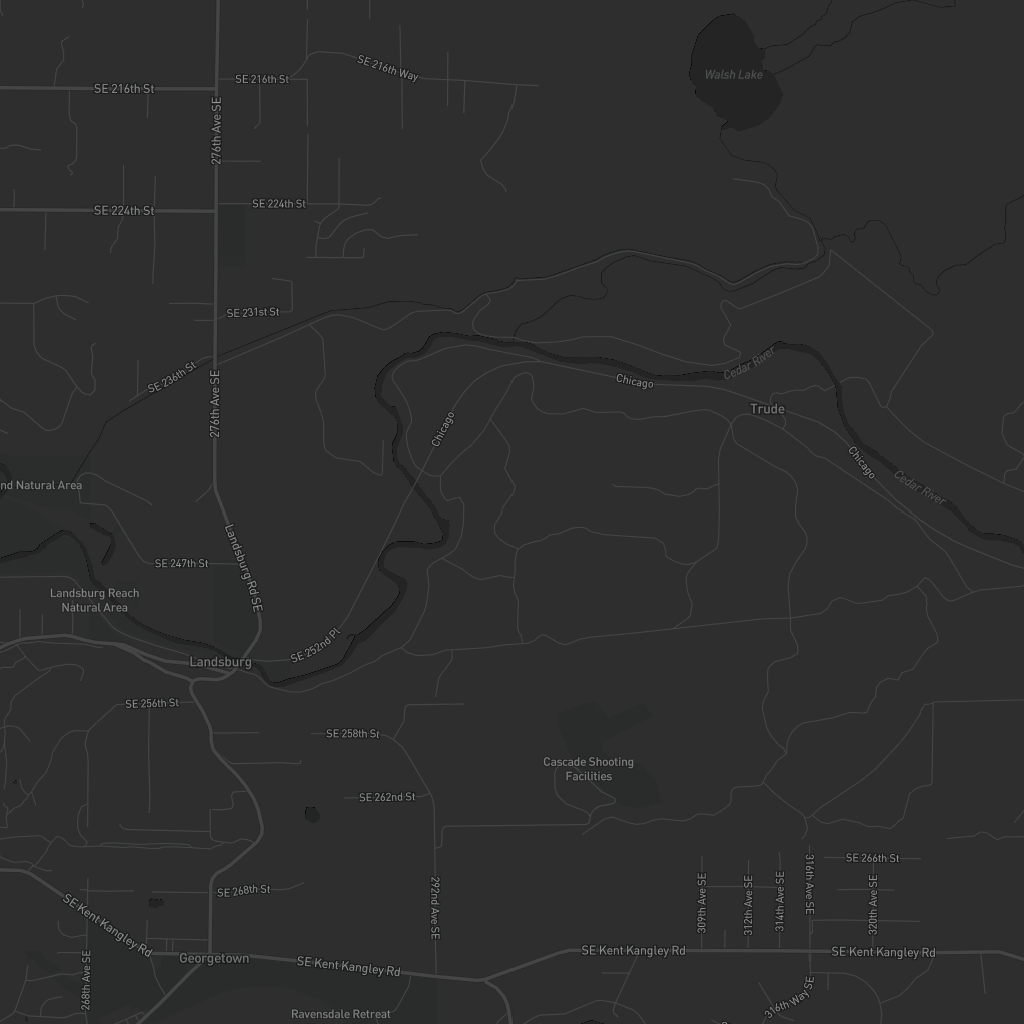 SE 216th Way
Walsh Lake
SE 216th St
SE 216th St
276th Ave SE
SE 224th St
SE 224th St
SE 231st St
SE 236th St
276th Ave SE
Cedar River
Chicago
Trude
Chicago
Chicago
Cedar River
nd Natural Area
Landsburg Rd SE
SE 247th St
Landsburg Reach
Natural Area
SE 252nd Pl
Landsburg
SE 256th St
SE 258th St
Cascade Shooting
Facilities
SE 262nd St
SE 266th St
316th Ave SE
309th Ave SE
312th Ave SE
314th Ave SE
320th Ave SE
SE 268th St
292nd Ave SE
SE Kent Kangley Rd
SE Kent Kangley Rd
SE Kent Kangley Rd
Georgetown
SE Kent Kangley Rd
268th Ave SE
316th Way SE
Ravensdale Retreat